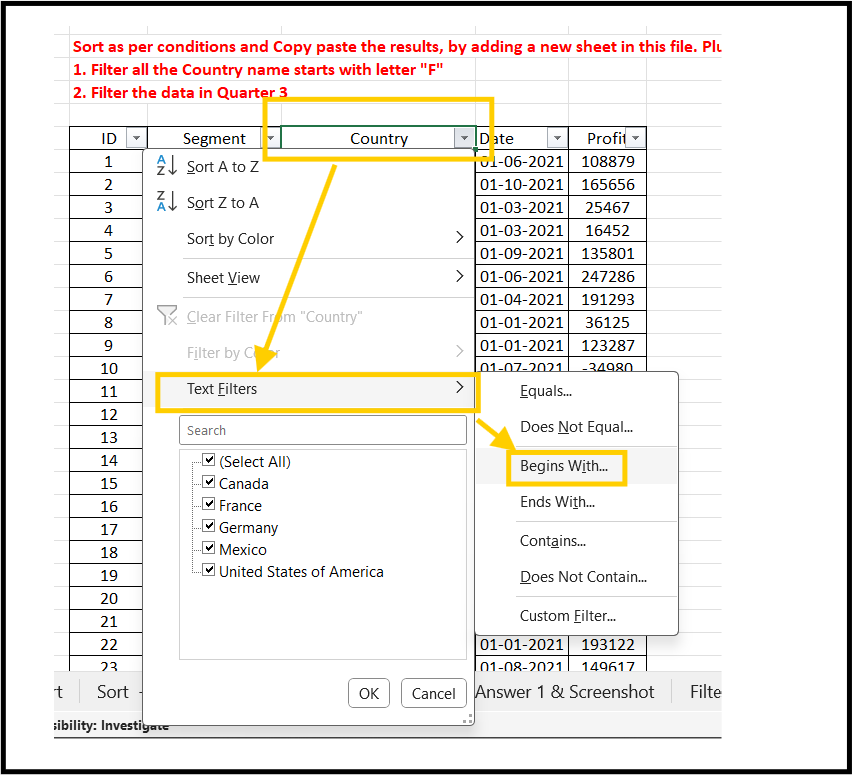 Sort as per conditions and Copy paste the results, by adding a new sheet in this file. Plu
1. Filter all the Country name starts with letter "F"
2. Filter the data in Quarter 3
ID Segment Country Date Profit
1 01-06-2021 108879
2 01-10-2021 165656
3 01-03-2021 25467
4 01-03-2021 16452
5 01-09-2021 135801
6 01-06-2021 247286
7 01-04-2021 191293
8 01-01-2021 36125
9 01-01-2021 123287
10 01-07-2021 -34980
11
12
13
14
15
16
17
18
19
20
21
22 01-01-2021 193122
23 01-08-2021 149617
Sort A to Z
Sort Z to A
Sort by Color
Sheet View
Clear Filter From "Country"
Filter by Color
Text Filters
Search
(Select All)
Canada
France
Germany
Mexico
United States of America
OK Cancel
Equals...
Does Not Equal...
Begins With...
Ends With...
Contains...
Does Not Contain...
Custom Filter...
rt Sort - Answer 1 & Screenshot Filte
sibility: Investigate